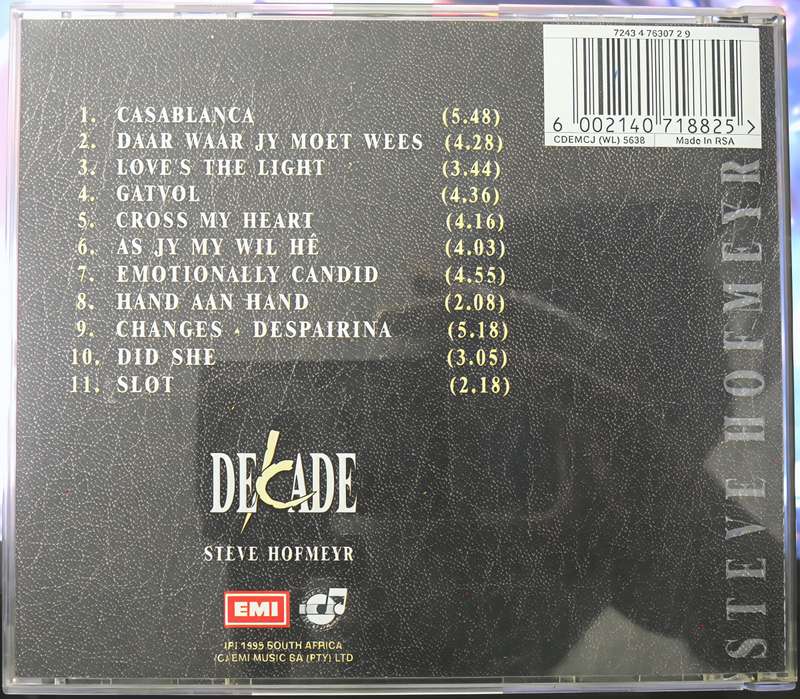 7243 4 76307 2 9
6 002140 718825 >
CDEMCJ (WL) 5638 Made In RSA
1. CASABLANCA (5.48)
2. DAAR WAAR JY MOET WEES (4.28)
3. LOVE'S THE LIGHT (3.44)
4. GATVOL (4.36)
5. CROSS MY HEART (4.16)
6. AS JY MY WIL HÊ (4.03)
7. EMOTIONALLY CANDID (4.55)
8. HAND AAN HAND (2.08)
9. CHANGES · DESPAIRINA (5.18)
10. DID SHE (3.05)
11. SLOT (2.18)
DECADE
STEVE HOFMEYR
EMI CD
(P) 1995 SOUTH AFRICA
(C) EMI MUSIC SA (PTY) LTD
STEVE HOFMEYR